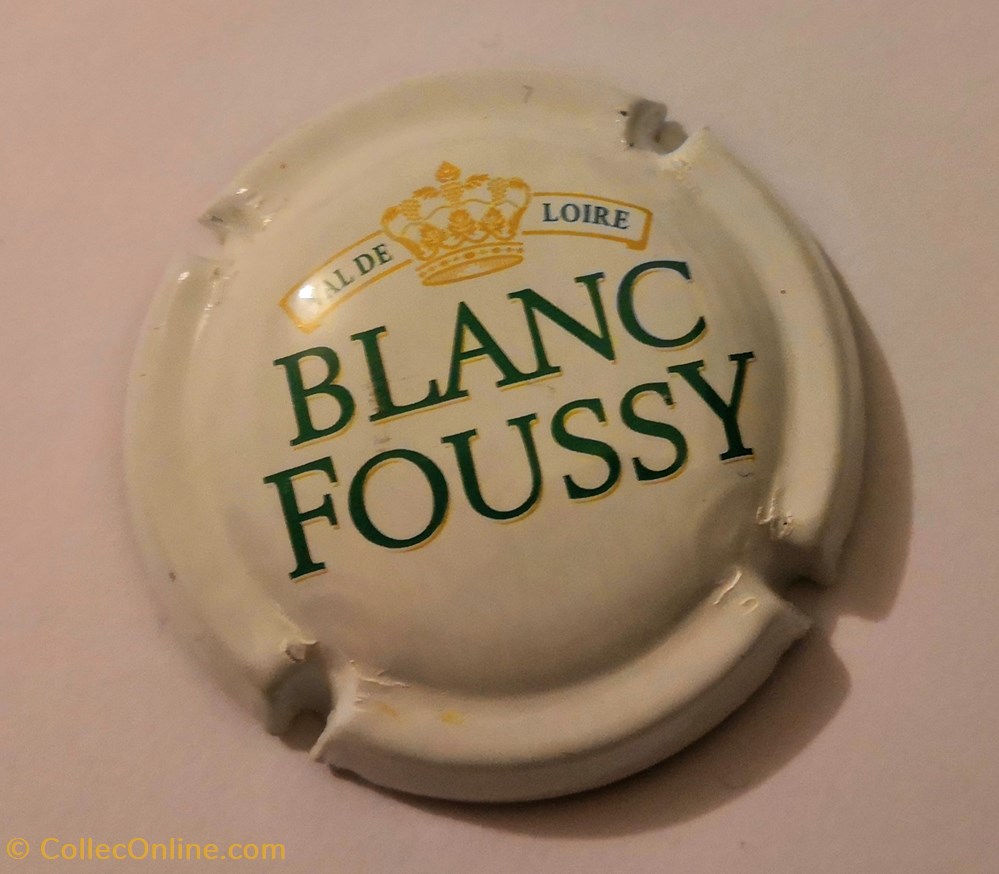 VAL DE LOIRE
BLANC
FOUSSY
© CollecOnline.com